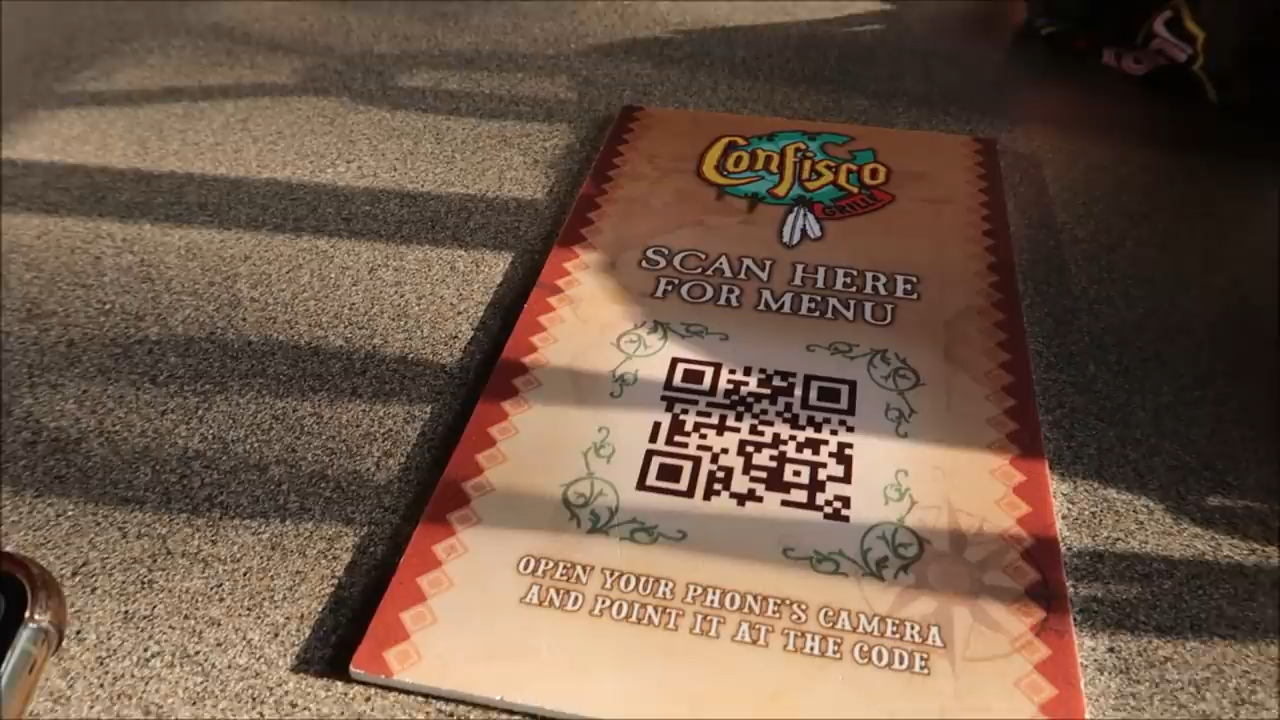 Confisco
GRILLE
SCAN HERE
FOR MENU
OPEN YOUR PHONE'S CAMERA
AND POINT IT AT THE CODE